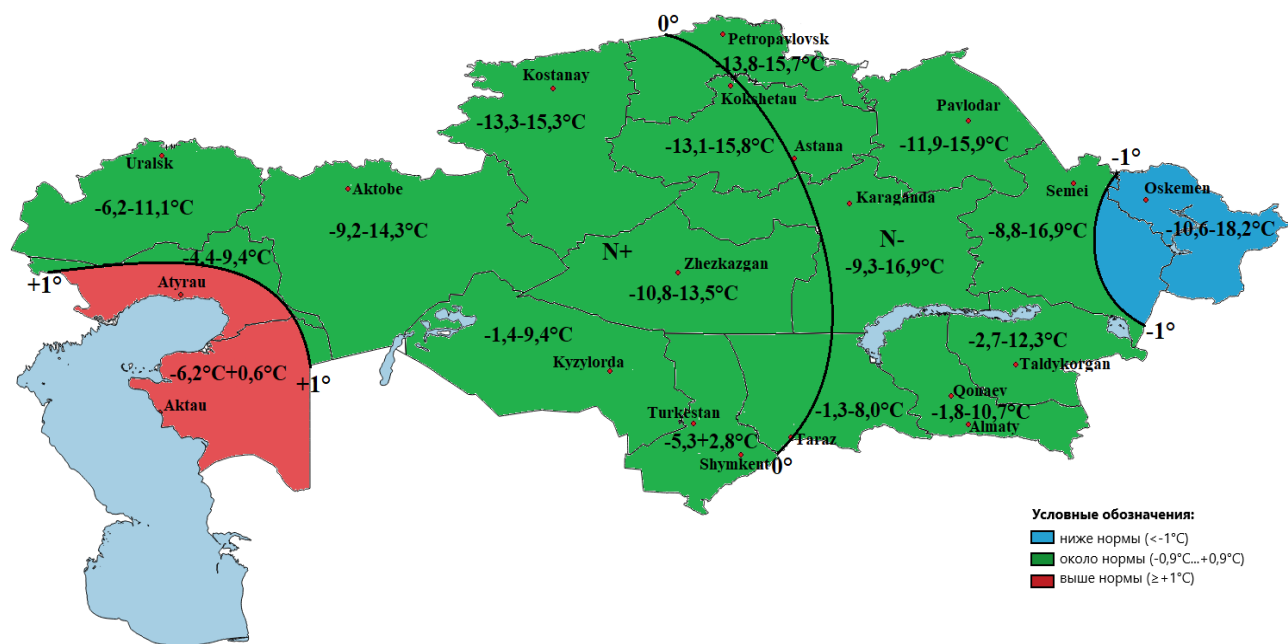 0°
Petropavlovsk
-13,8-15,7°C
Kostanay
Kokshetau
-13,3-15,3°C
Pavlodar
-13,1-15,8°C
-11,9-15,9°C
Astana
Uralsk
-1°
Aktobe
Semei
Oskemen
-6,2-11,1°C
Karaganda
-9,2-14,3°C
-8,8-16,9°C
-10,6-18,2°C
N+
N-
-4,4-9,4°C
Zhezkazgan
-9,3-16,9°C
+1°
Atyrau
-10,8-13,5°C
-1,4-9,4°C
-1°
-2,7-12,3°C
Kyzylorda
Taldykorgan
-6,2°C+0,6°C
+1°
Qonaev
Aktau
Turkestan
-1,3-8,0°C
-1,8-10,7°C
Almaty
-5,3+2,8°C
Taraz
Shymkent
0°
Условные обозначения:
ниже нормы (<-1°C)
около нормы (-0,9°C...+0,9°C)
выше нормы (≥+1°C)